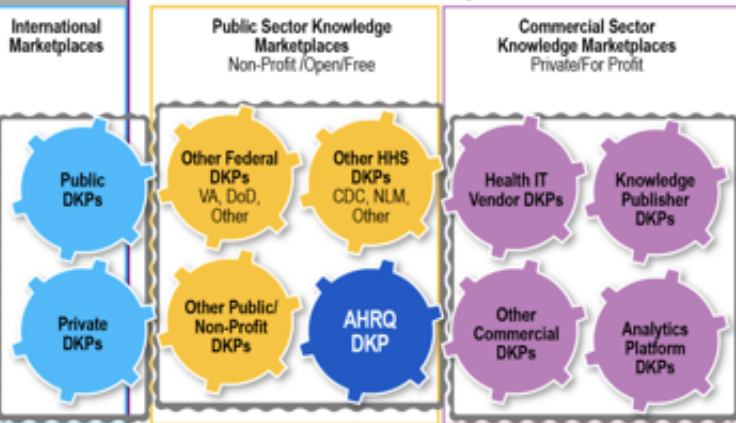 International
Marketplaces
Public Sector Knowledge
Marketplaces
Non-Profit /Open/Free
Commercial Sector
Knowledge Marketplaces
Private/For Profit
Public
DKPs
Other Federal
DKPs
VA, DoD,
Other
Other HHS
DKPs
CDC, NLM,
Other
Health IT
Vendor DKPs
Knowledge
Publisher
DKPs
Private
DKPs
Other Public/
Non-Profit
DKPs
AHRQ
DKP
Other
Commercial
DKPs
Analytics
Platform
DKPs